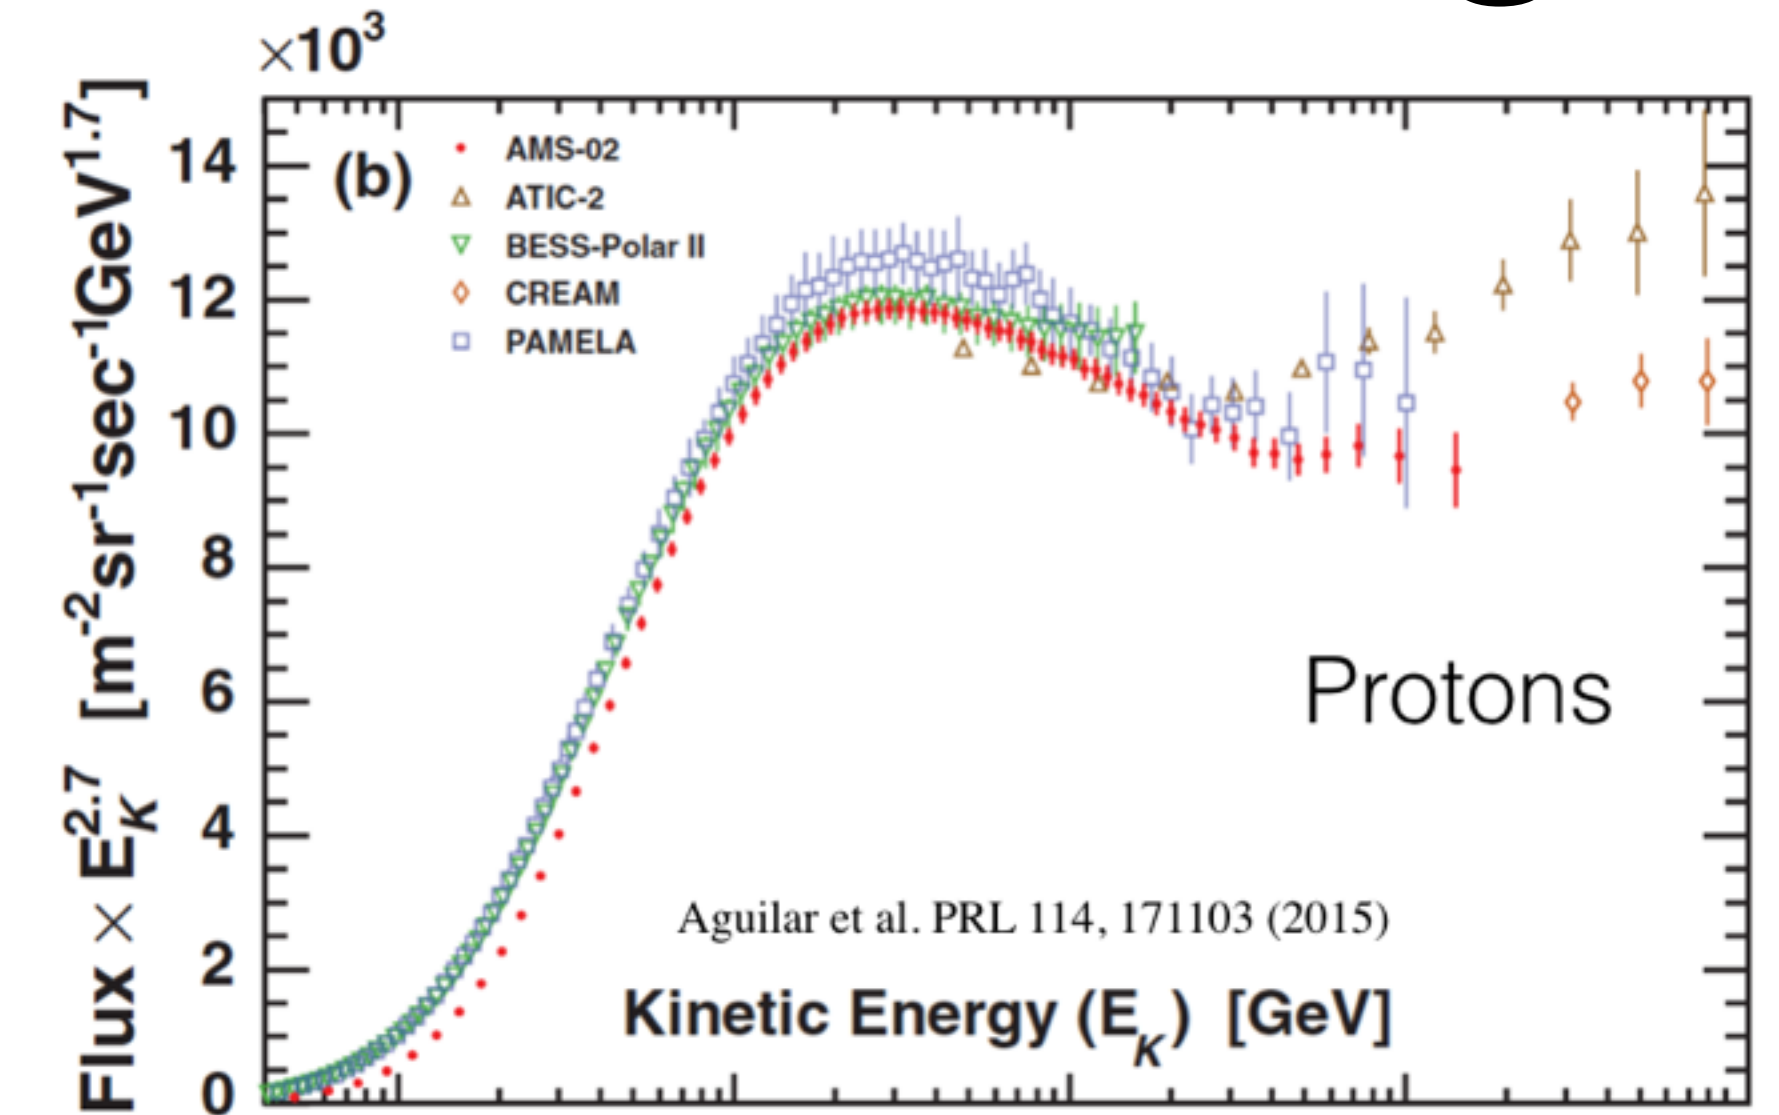 ×10³
Flux × E_K^2.7 [m⁻²sr⁻¹sec⁻¹GeV^1.7]
14
12
10
8
6
4
2
0
(b)
AMS-02
ATIC-2
BESS-Polar II
CREAM
PAMELA
Protons
Aguilar et al. PRL 114, 171103 (2015)
Kinetic Energy (E_K) [GeV]